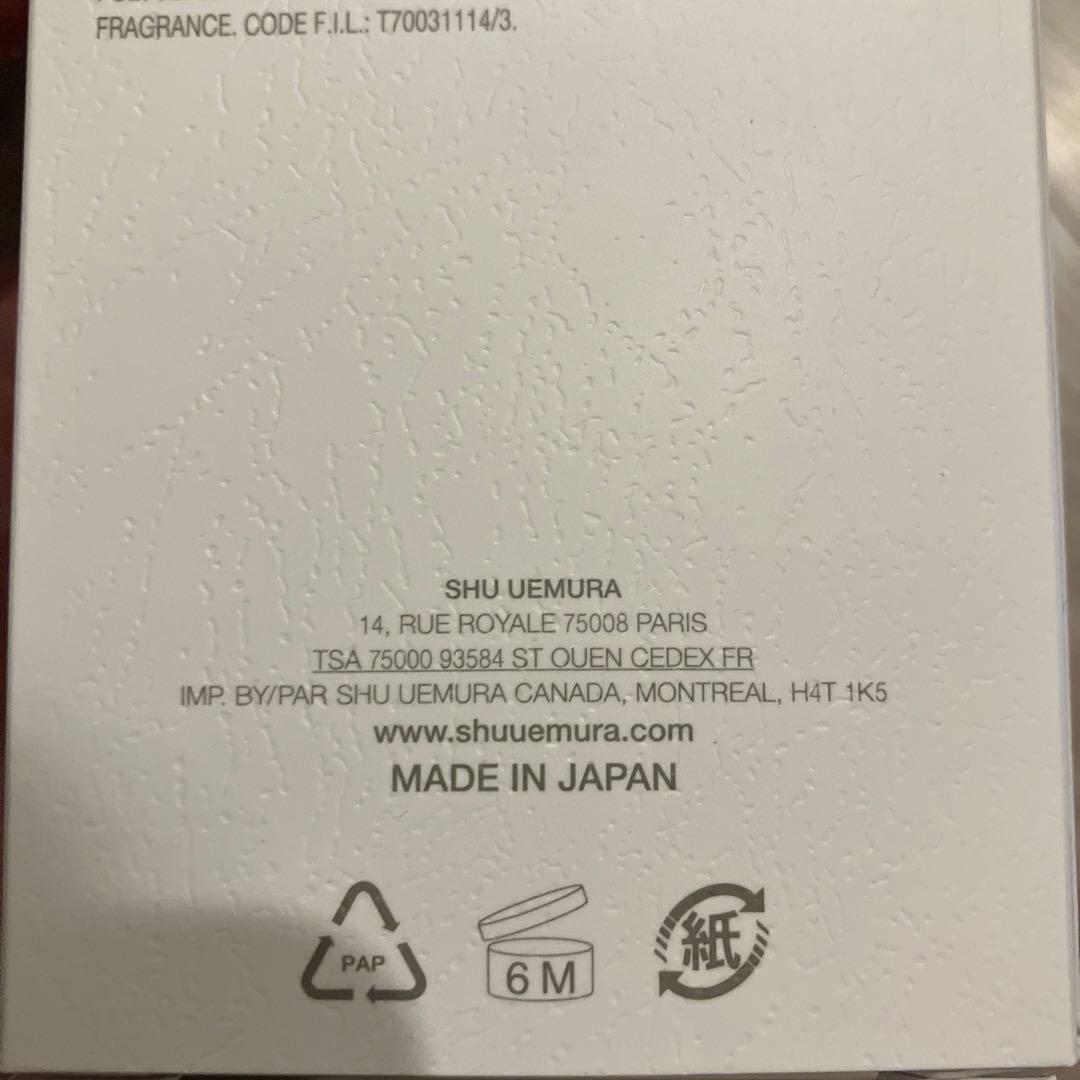 FRAGRANCE. CODE F.I.L.: T70031114/3.
SHU UEMURA
14, RUE ROYALE 75008 PARIS
TSA 75000 93584 ST OUEN CEDEX FR
IMP. BY/PAR SHU UEMURA CANADA, MONTREAL, H4T 1K5
www.shuuemura.com
MADE IN JAPAN
PAP
6 M
紙